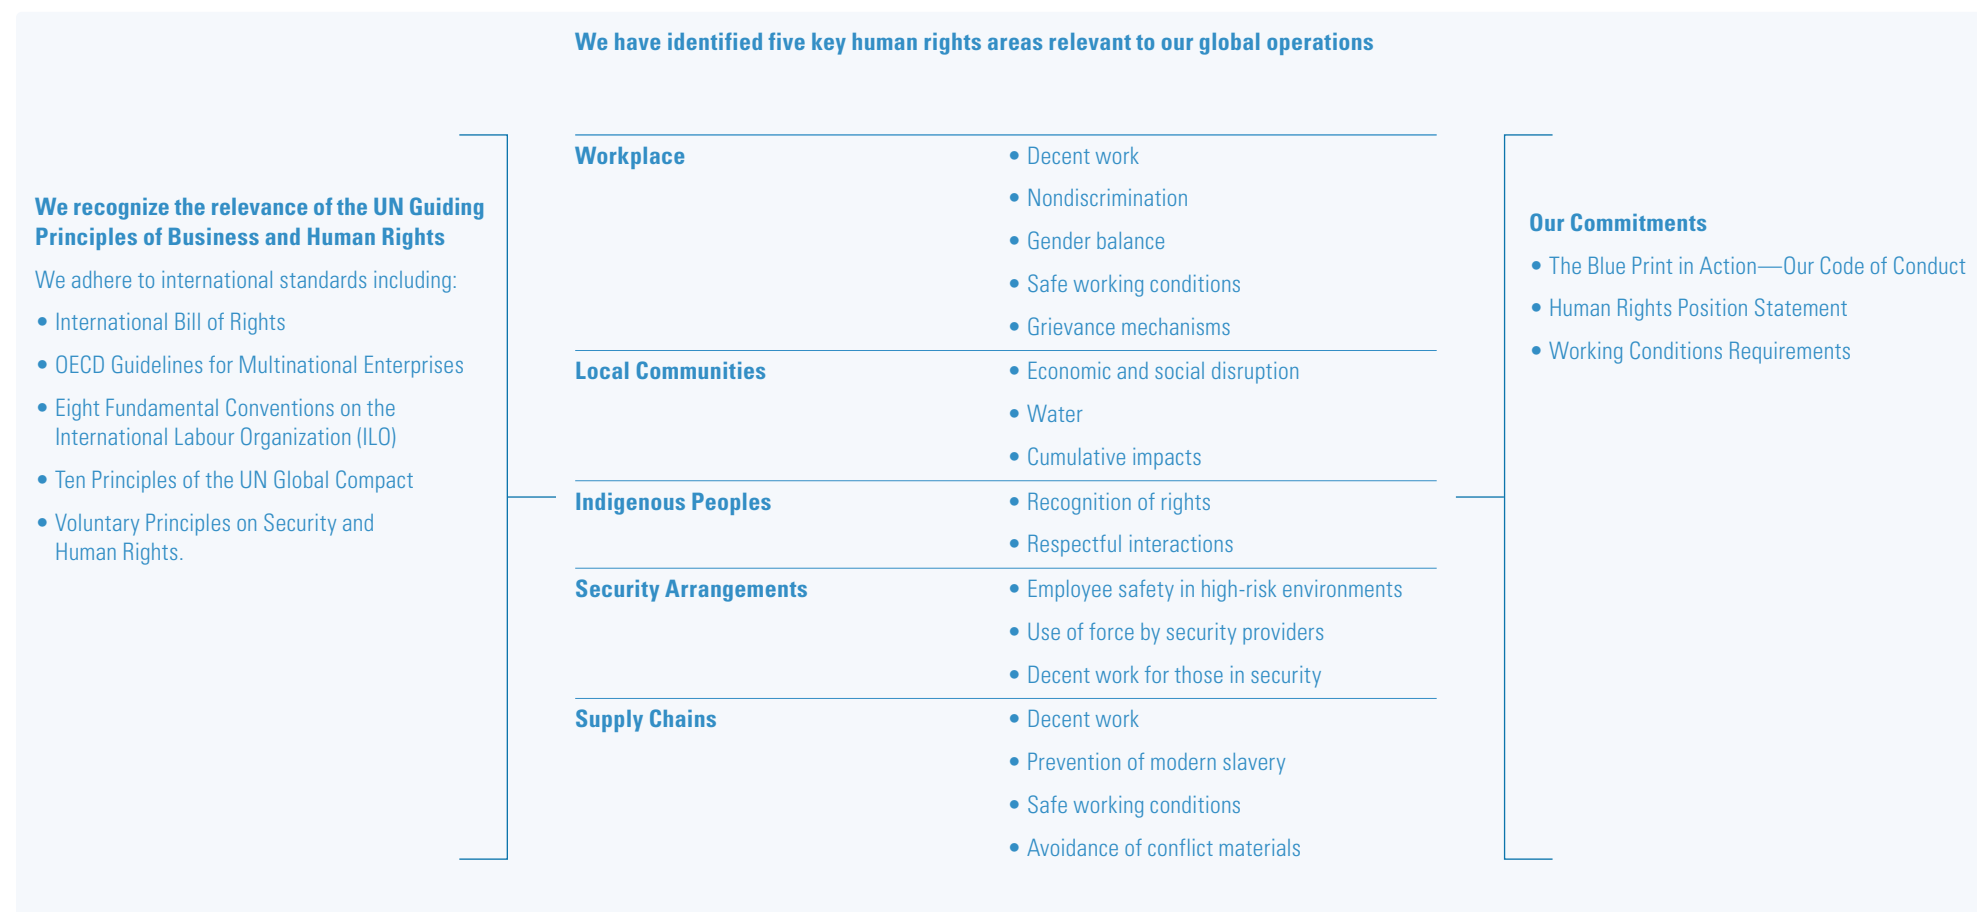 We have identified five key human rights areas relevant to our global operations
We recognize the relevance of the UN Guiding
Principles of Business and Human Rights
We adhere to international standards including:
• International Bill of Rights
• OECD Guidelines for Multinational Enterprises
• Eight Fundamental Conventions on the
International Labour Organization (ILO)
• Ten Principles of the UN Global Compact
• Voluntary Principles on Security and
Human Rights.
Workplace
• Decent work
• Nondiscrimination
• Gender balance
• Safe working conditions
• Grievance mechanisms
Local Communities
• Economic and social disruption
• Water
• Cumulative impacts
Indigenous Peoples
• Recognition of rights
• Respectful interactions
Security Arrangements
• Employee safety in high-risk environments
• Use of force by security providers
• Decent work for those in security
Supply Chains
• Decent work
• Prevention of modern slavery
• Safe working conditions
• Avoidance of conflict materials
Our Commitments
• The Blue Print in Action—Our Code of Conduct
• Human Rights Position Statement
• Working Conditions Requirements